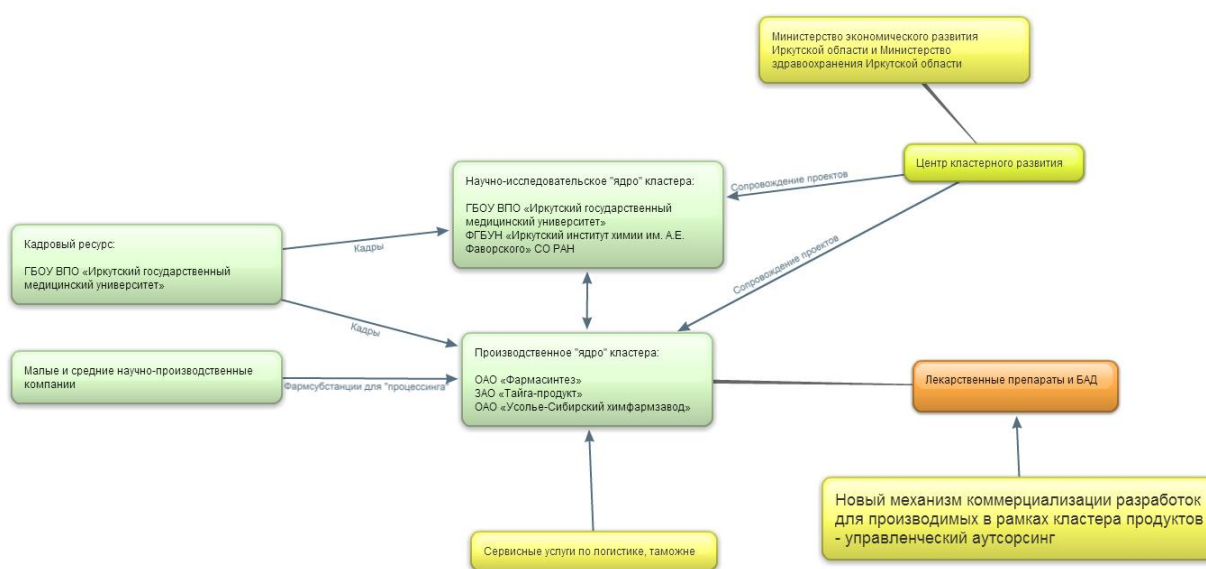 Министерство экономического развития
Иркутской области и Министерство
здравоохранения Иркутской области
Центр кластерного развития
Сопровождение проектов
Научно-исследовательское "ядро" кластера:
ГБОУ ВПО «Иркутский государственный
медицинский университет»
ФГБУН «Иркутский институт химии им. А.Е.
Фаворского» СО РАН
Кадровый ресурс:
ГБОУ ВПО «Иркутский государственный
медицинский университет»
Кадры
Сопровождение проектов
Кадры
Малые и средние научно-производственные
компании
Фармсубстанции для "процессинга"
Производственное "ядро" кластера:
ОАО «Фармасинтез»
ЗАО «Тайга-продукт»
ОАО «Усолье-Сибирский химфармзавод»
Лекарственные препараты и БАД
Новый механизм коммерциализации разработок
для производимых в рамках кластера продуктов
- управленческий аутсорсинг
Сервисные услуги по логистике, таможне